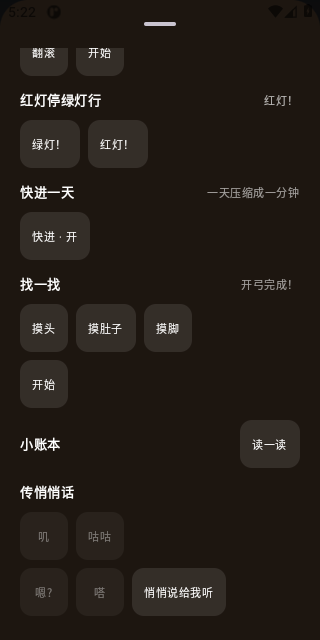 5:22
翻滚 开始
红灯停绿灯行 红灯!
绿灯! 红灯!
快进一天 一天压缩成一分钟
快进 · 开
找一找 开弓完成!
摸头 摸肚子 摸脚
开始
小账本 读一读
传悄悄话
叽 咕咕
嗯? 嗒 悄悄说给我听